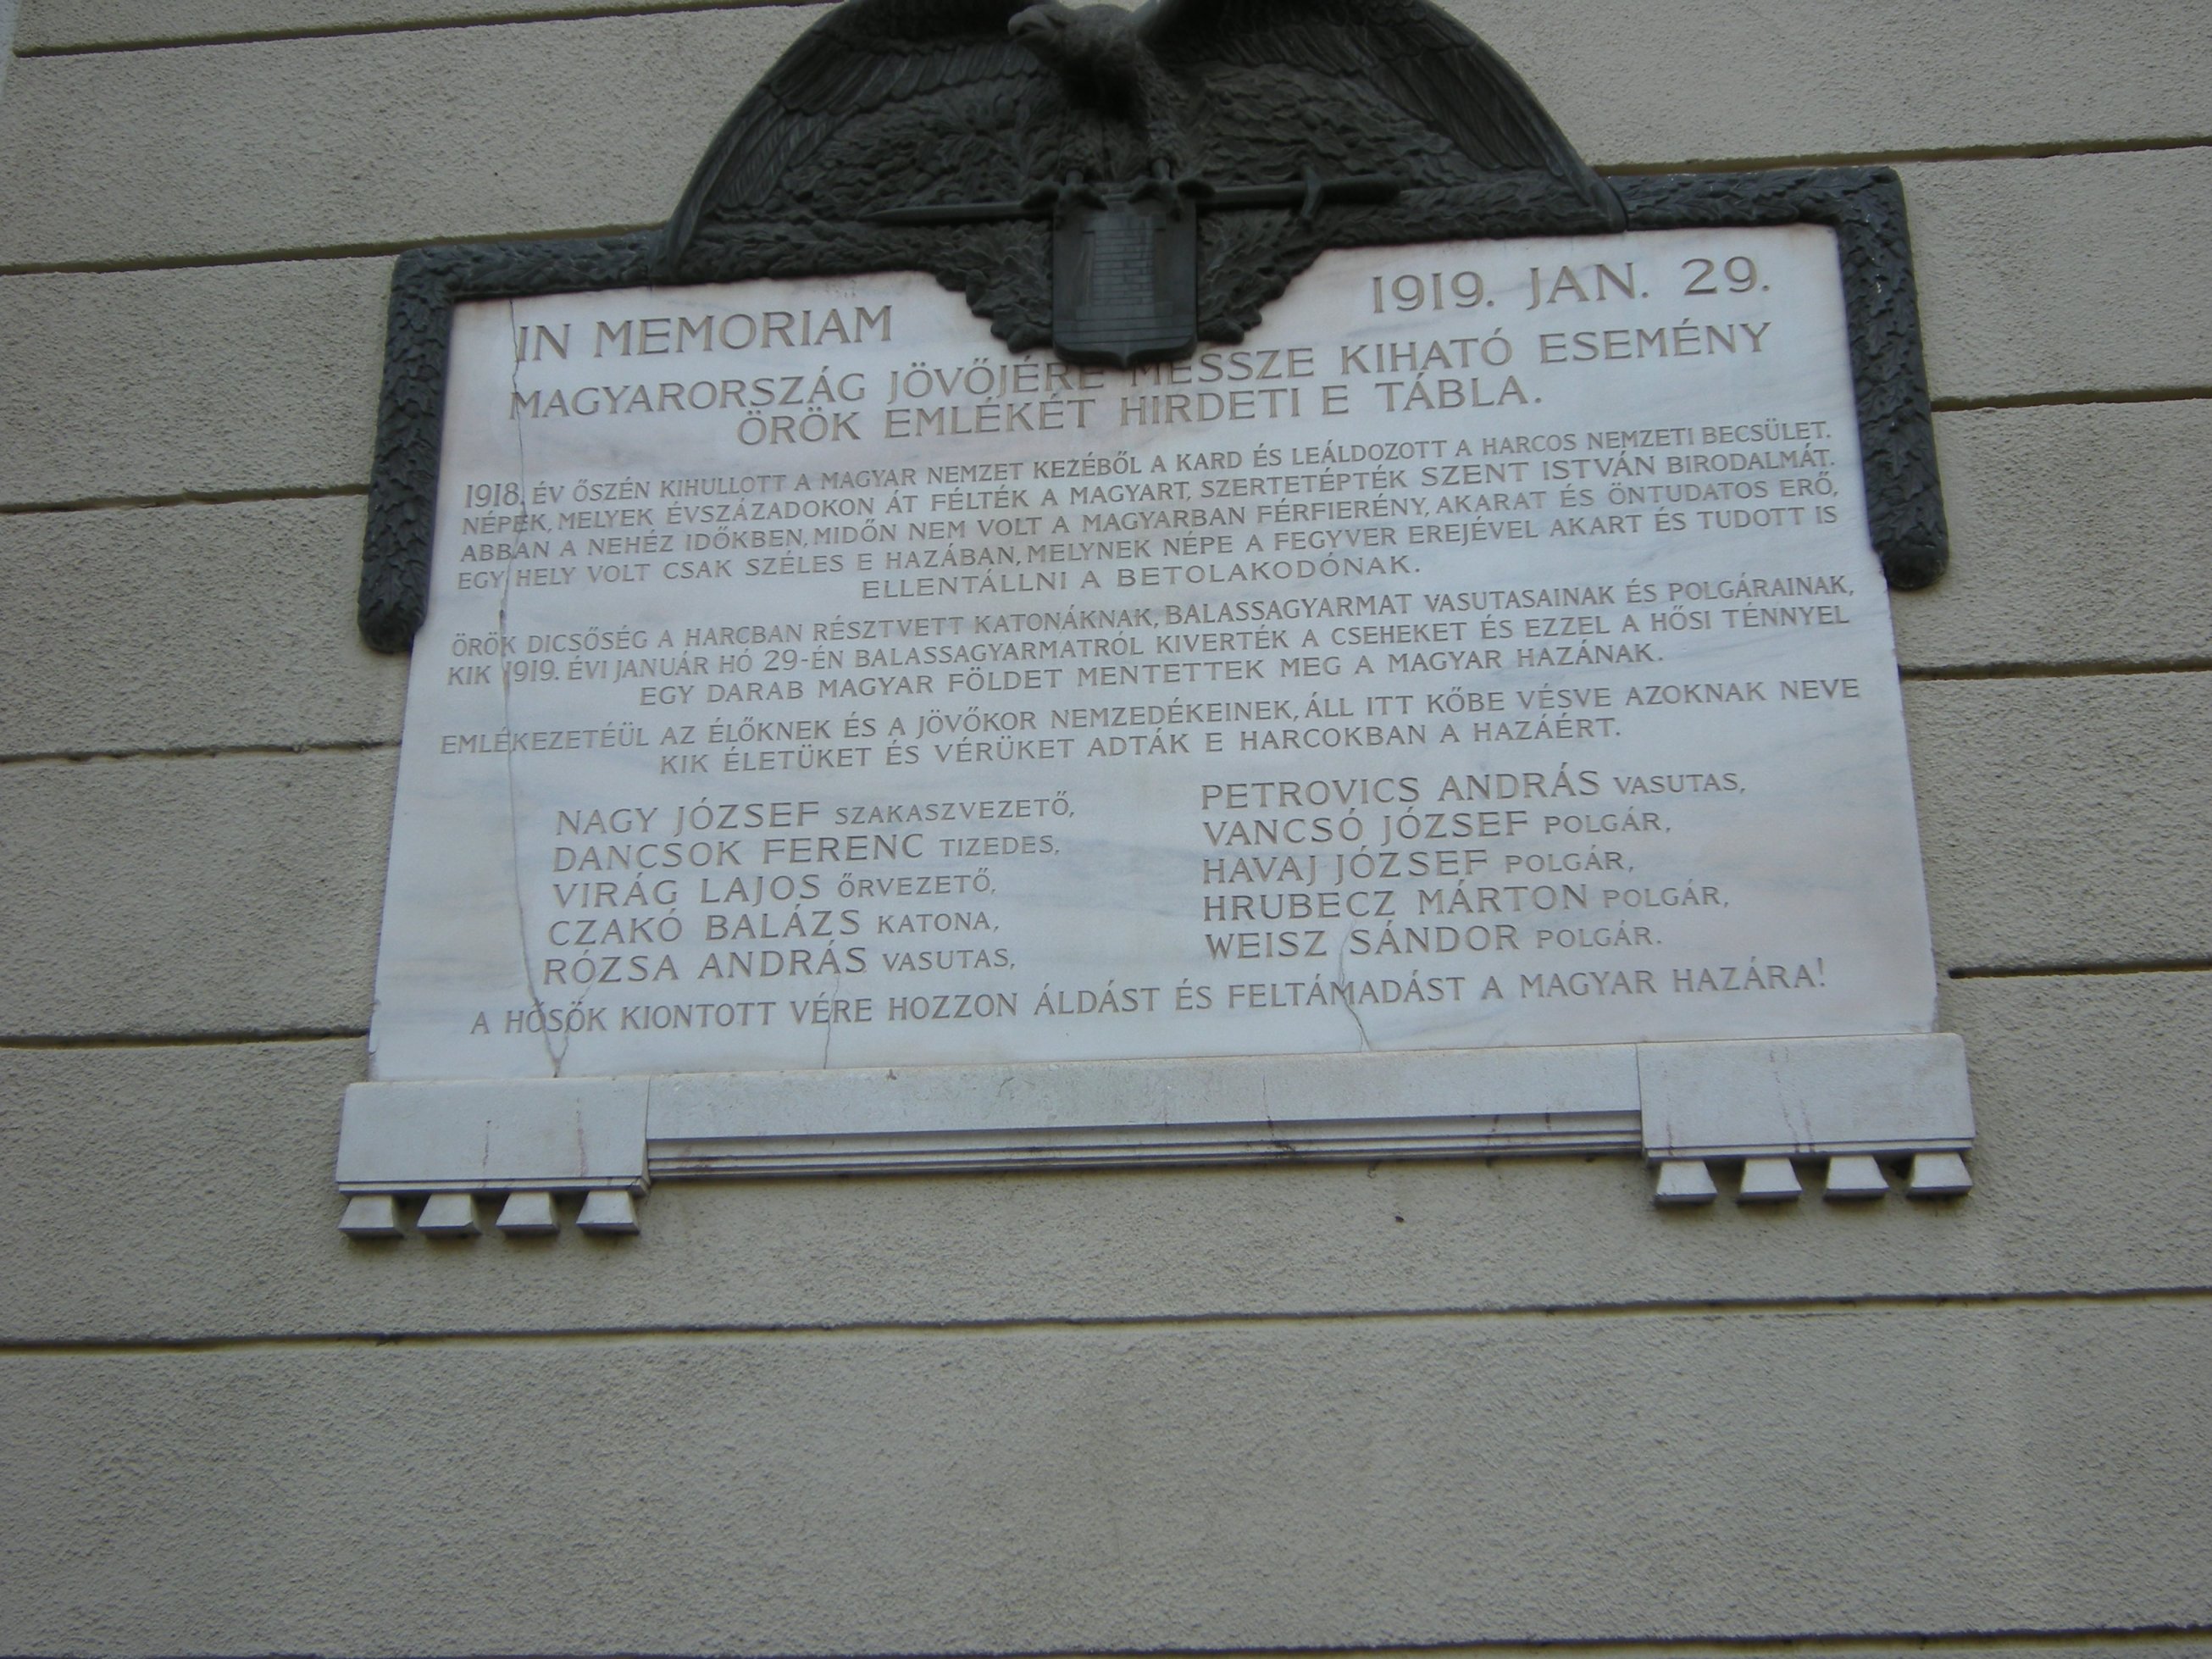 IN MEMORIAM 1919. JAN. 29.
MAGYARORSZÁG JÖVŐJÉRE MESSZE KIHATÓ ESEMÉNY
ÖRÖK EMLÉKÉT HIRDETI E TÁBLA.
1918. ÉV ŐSZÉN KIHULLOTT A MAGYAR NEMZET KEZÉBŐL A KARD ÉS LEÁLDOZOTT A HARCOS NEMZETI BECSÜLET.
NÉPEK, MELYEK ÉVSZÁZADOKON ÁT FÉLTÉK A MAGYART, SZERTETÉPTÉK SZENT ISTVÁN BIRODALMÁT.
ABBAN A NEHÉZ IDŐKBEN, MIDŐN NEM VOLT A MAGYARBAN FÉRFIERÉNY, AKARAT ÉS ÖNTUDATOS ERŐ,
EGY HELY VOLT CSAK SZÉLES E HAZÁBAN, MELYNEK NÉPE A FEGYVER EREJÉVEL AKART ÉS TUDOTT IS
ELLENTÁLLNI A BETOLAKODÓNAK.
ÖRÖK DICSŐSÉG A HARCBAN RÉSZTVETT KATONÁKNAK, BALASSAGYARMAT VASUTASAINAK ÉS POLGÁRAINAK,
KIK 1919. ÉVI JANUÁR HÓ 29-ÉN BALASSAGYARMATRÓL KIVERTÉK A CSEHEKET ÉS EZZEL A HŐSI TÉNNYEL
EGY DARAB MAGYAR FÖLDET MENTETTEK MEG A MAGYAR HAZÁNAK.
EMLÉKEZETÉÜL AZ ÉLŐKNEK ÉS A JÖVŐKOR NEMZEDÉKEINEK, ÁLL ITT KŐBE VÉSVE AZOKNAK NEVE
KIK ÉLETÜKET ÉS VÉRÜKET ADTÁK E HARCOKBAN A HAZÁÉRT.
NAGY JÓZSEF SZAKASZVEZETŐ,
DANCSOK FERENC TIZEDES,
VIRÁG LAJOS ŐRVEZETŐ,
CZAKÓ BALÁZS KATONA,
RÓZSA ANDRÁS VASUTAS,
PETROVICS ANDRÁS VASUTAS,
VANCSÓ JÓZSEF POLGÁR,
HAVAJ JÓZSEF POLGÁR,
HRUBECZ MÁRTON POLGÁR,
WEISZ SÁNDOR POLGÁR.
A HŐSÖK KIONTOTT VÉRE HOZZON ÁLDÁST ÉS FELTÁMADÁST A MAGYAR HAZÁRA!